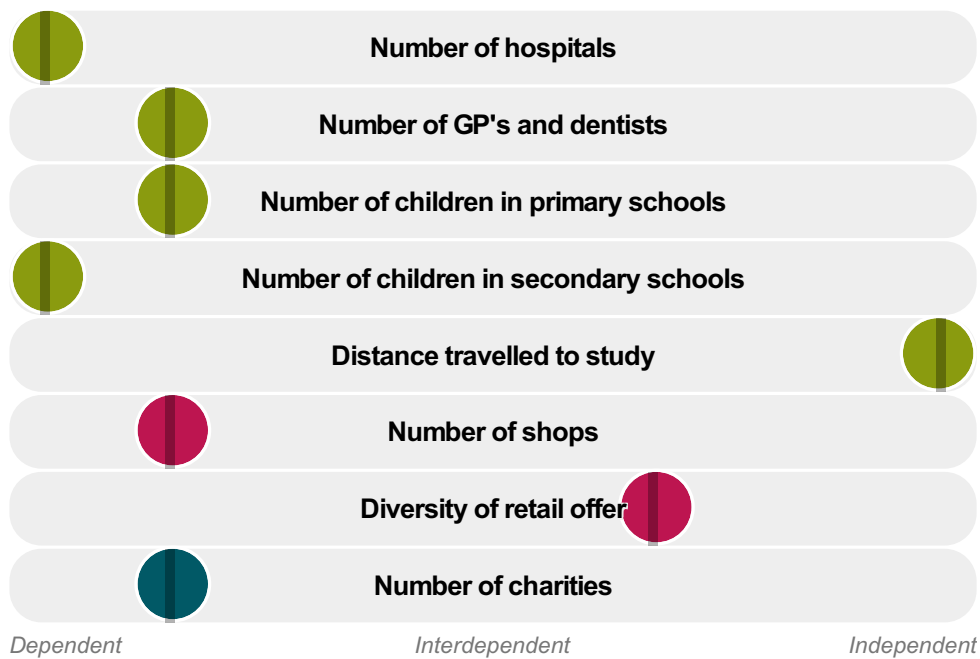 Number of hospitals
Number of GP's and dentists
Number of children in primary schools
Number of children in secondary schools
Distance travelled to study
Number of shops
Diversity of retail offer
Number of charities
Dependent Interdependent Independent